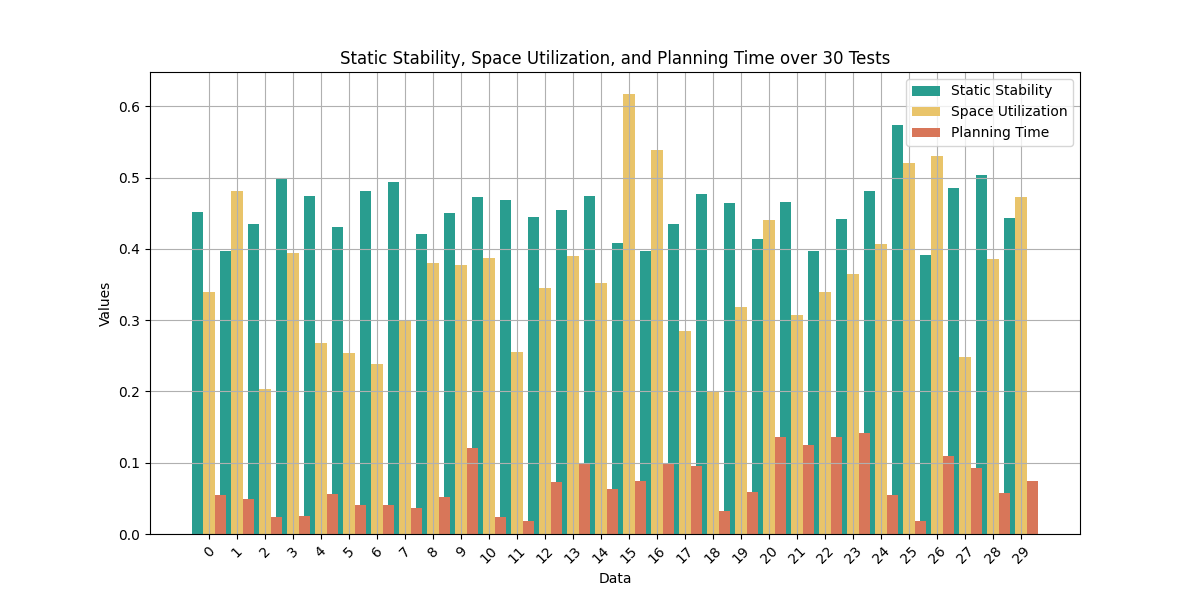 Static Stability, Space Utilization, and Planning Time over 30 Tests
Static Stability
Space Utilization
Planning Time
Values
0.6
0.5
0.4
0.3
0.2
0.1
0.0
0 1 2 3 4 5 6 7 8 9 10 11 12 13 14 15 16 17 18 19 20 21 22 23 24 25 26 27 28 29
Data